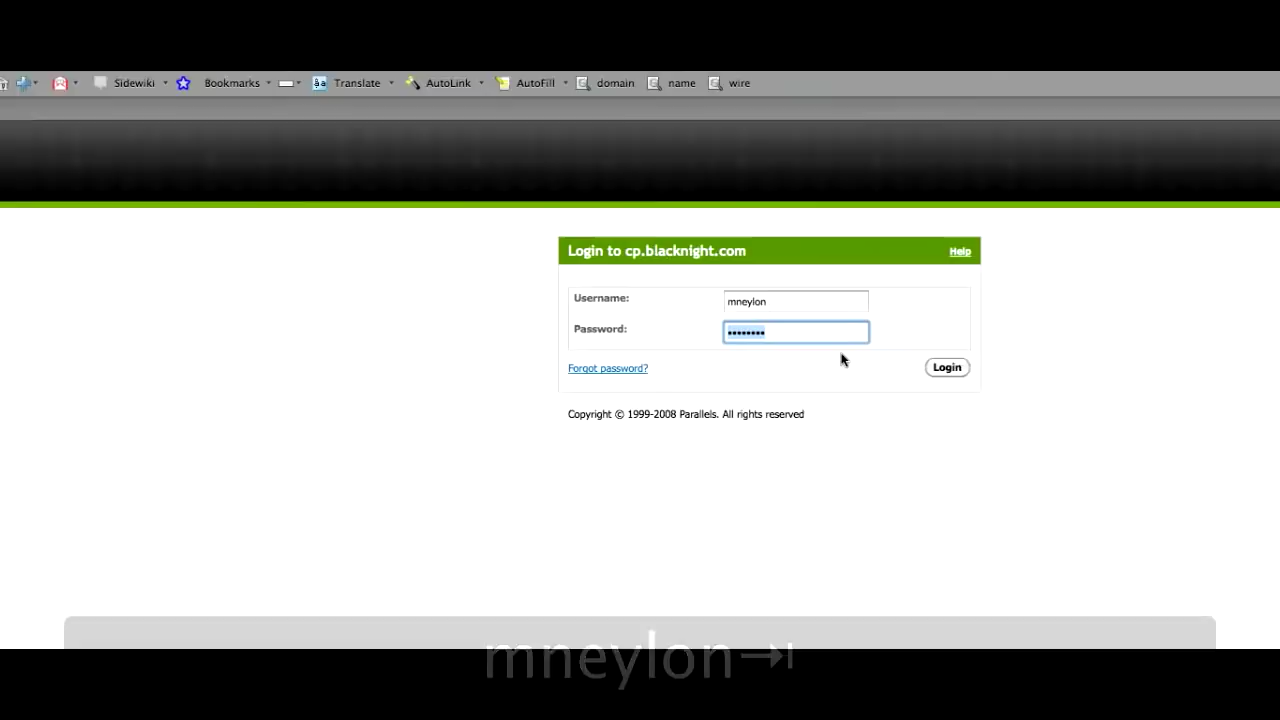 Sidewiki Bookmarks Translate AutoLink AutoFill domain name wire
Login to cp.blacknight.com Help
Username: mneylon
Password: ••••••••
Forgot password? Login
Copyright © 1999-2008 Parallels. All rights reserved
mneylon⇥